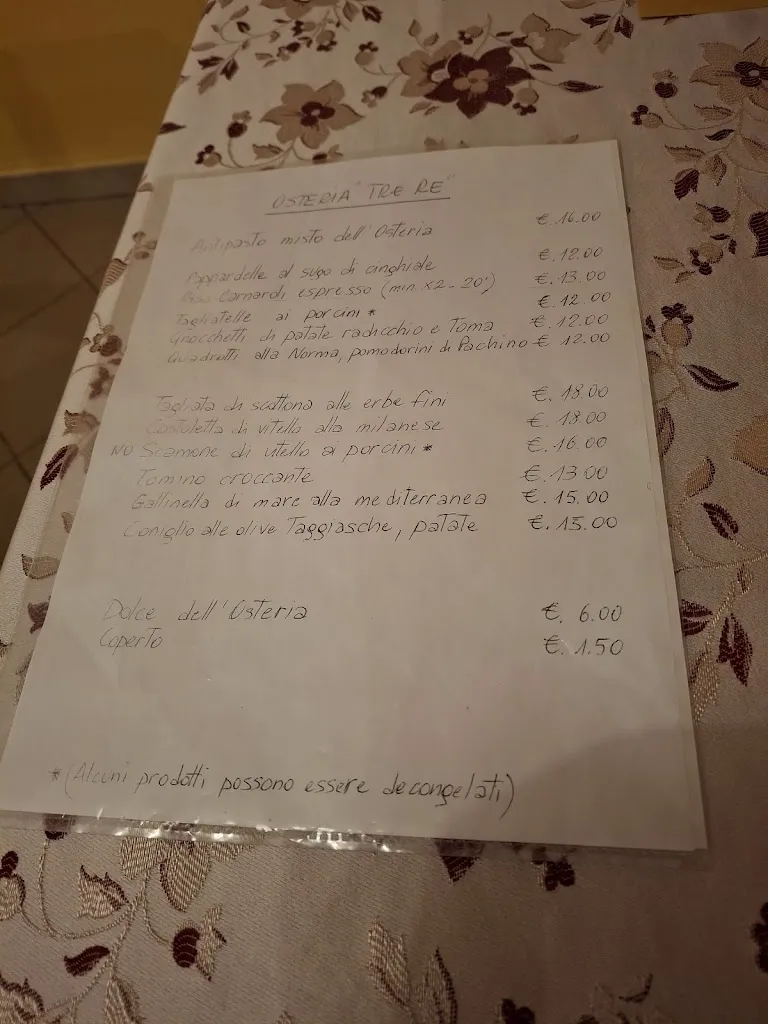 OSTERIA "TRE RE"
Antipasto misto dell'Osteria €. 16.00
Pappardelle al sugo di cinghiale €. 12.00
Carnaroli espresso (min. x2 - 20') €. 13.00
Tagliatelle ai porcini * €. 12.00
Gnocchetti di patate radicchio e Toma €. 12.00
Quadrotti alla Norma, pomodorini di Pachino € 12.00
Tagliata di scottona alle erbe fini €. 18.00
Costoletta di vitello alla milanese €. 18.00
NO Scamone di vitello ai porcini * €. 16.00
Tomino croccante €. 13.00
Gallinella di mare alla mediterranea €. 15.00
Coniglio alle olive Taggiasche, patate €. 15.00
Dolce dell'Osteria €. 6.00
Coperto €. 1.50
* (Alcuni prodotti possono essere decongelati)